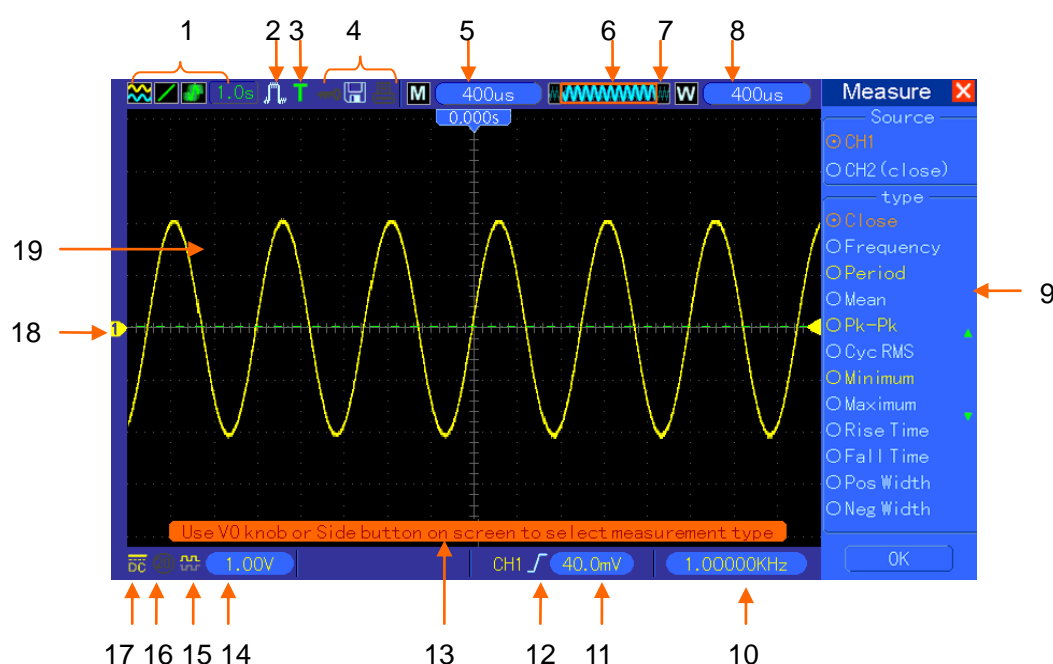 1 2 3 4 5 6 7 8
1.0s T M 400us W 400us
0.000s
Measure
Source
CH1
CH2(close)
type
Close
Frequency
Period
Mean
Pk-Pk
Cyc RMS
Minimum
Maximum
Rise Time
Fall Time
Pos Width
Neg Width
OK
19
9
18
1
Use V0 knob or Side button on screen to select measurement type
DC 1.00V CH1 40.0mV 1.00000KHz
17 16 15 14 13 12 11 10